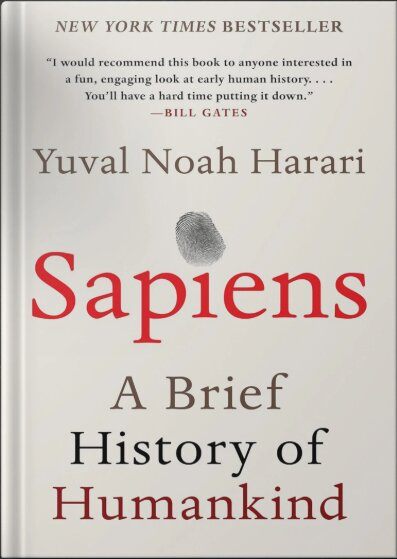 NEW YORK TIMES BESTSELLER
“I would recommend this book to anyone interested in
a fun, engaging look at early human history. . . .
You’ll have a hard time putting it down.”
—BILL GATES
Yuval Noah Harari
Sapiens
A Brief
History of
Humankind